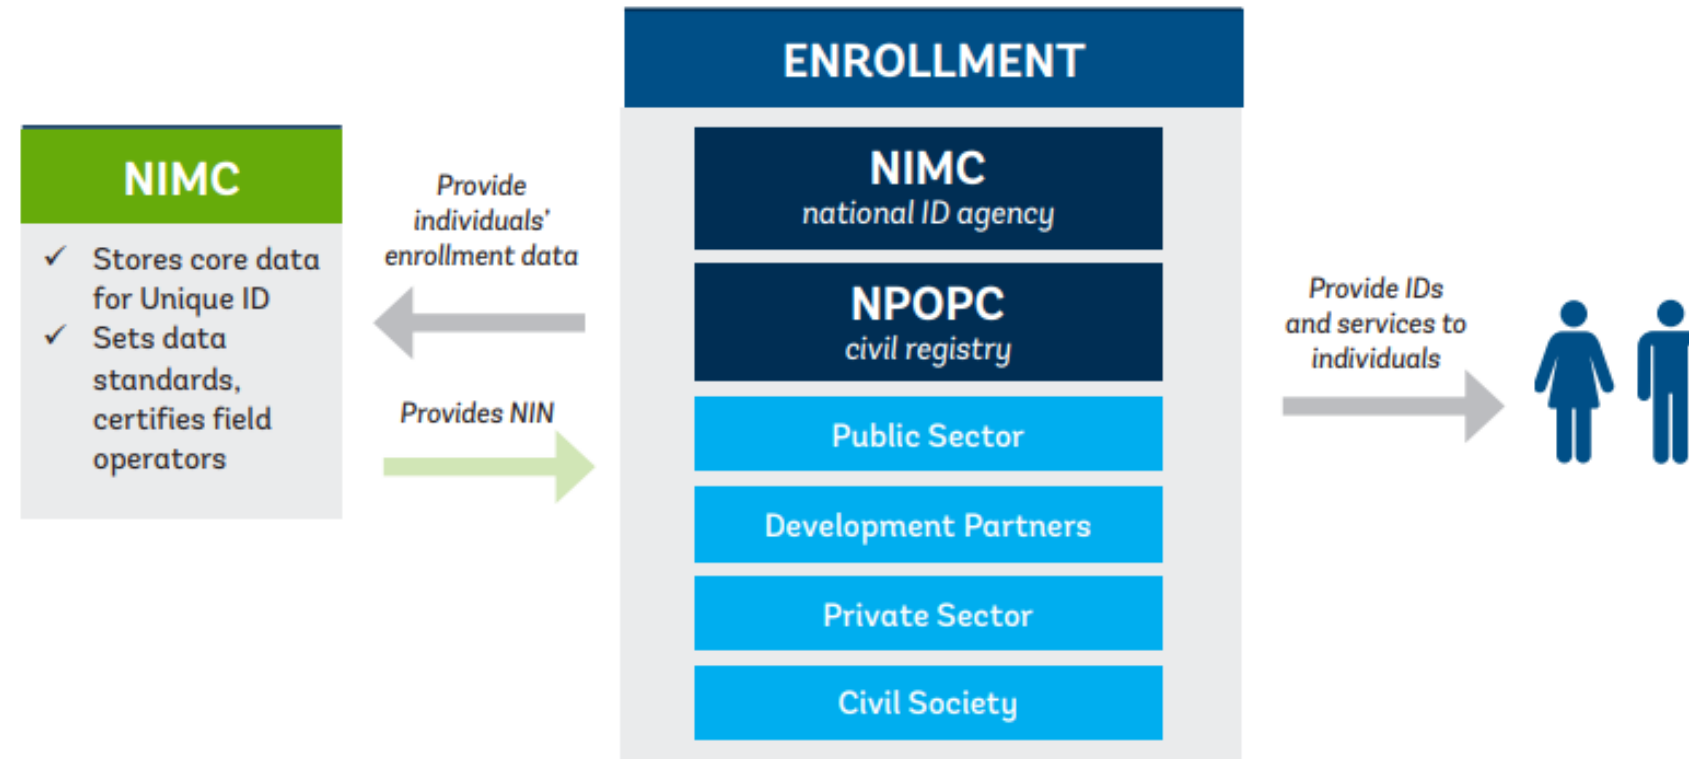 NIMC
✓ Stores core data
for Unique ID
✓ Sets data
standards,
certifies field
operators
Provide
individuals'
enrollment data
Provides NIN
ENROLLMENT
NIMC
national ID agency
NPOPC
civil registry
Public Sector
Development Partners
Private Sector
Civil Society
Provide IDs
and services to
individuals